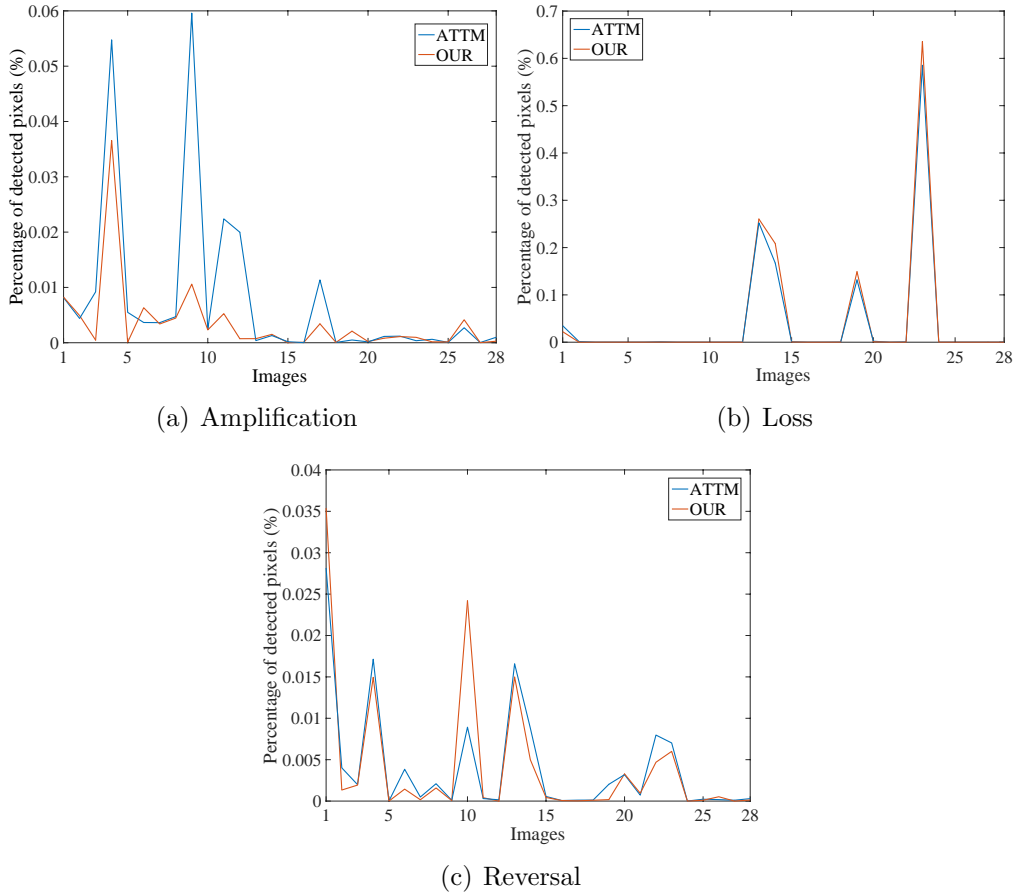 0.06
0.05
0.04
0.03
0.02
0.01
0
Percentage of detected pixels (%)
ATTM
OUR
1 5 10 15 20 25 28
Images
(a) Amplification
0.7
0.6
0.5
0.4
0.3
0.2
0.1
0
Percentage of detected pixels (%)
ATTM
OUR
1 5 10 15 20 25 28
Images
(b) Loss
0.04
0.035
0.03
0.025
0.02
0.015
0.01
0.005
0
Percentage of detected pixels (%)
ATTM
OUR
1 5 10 15 20 25 28
Images
(c) Reversal